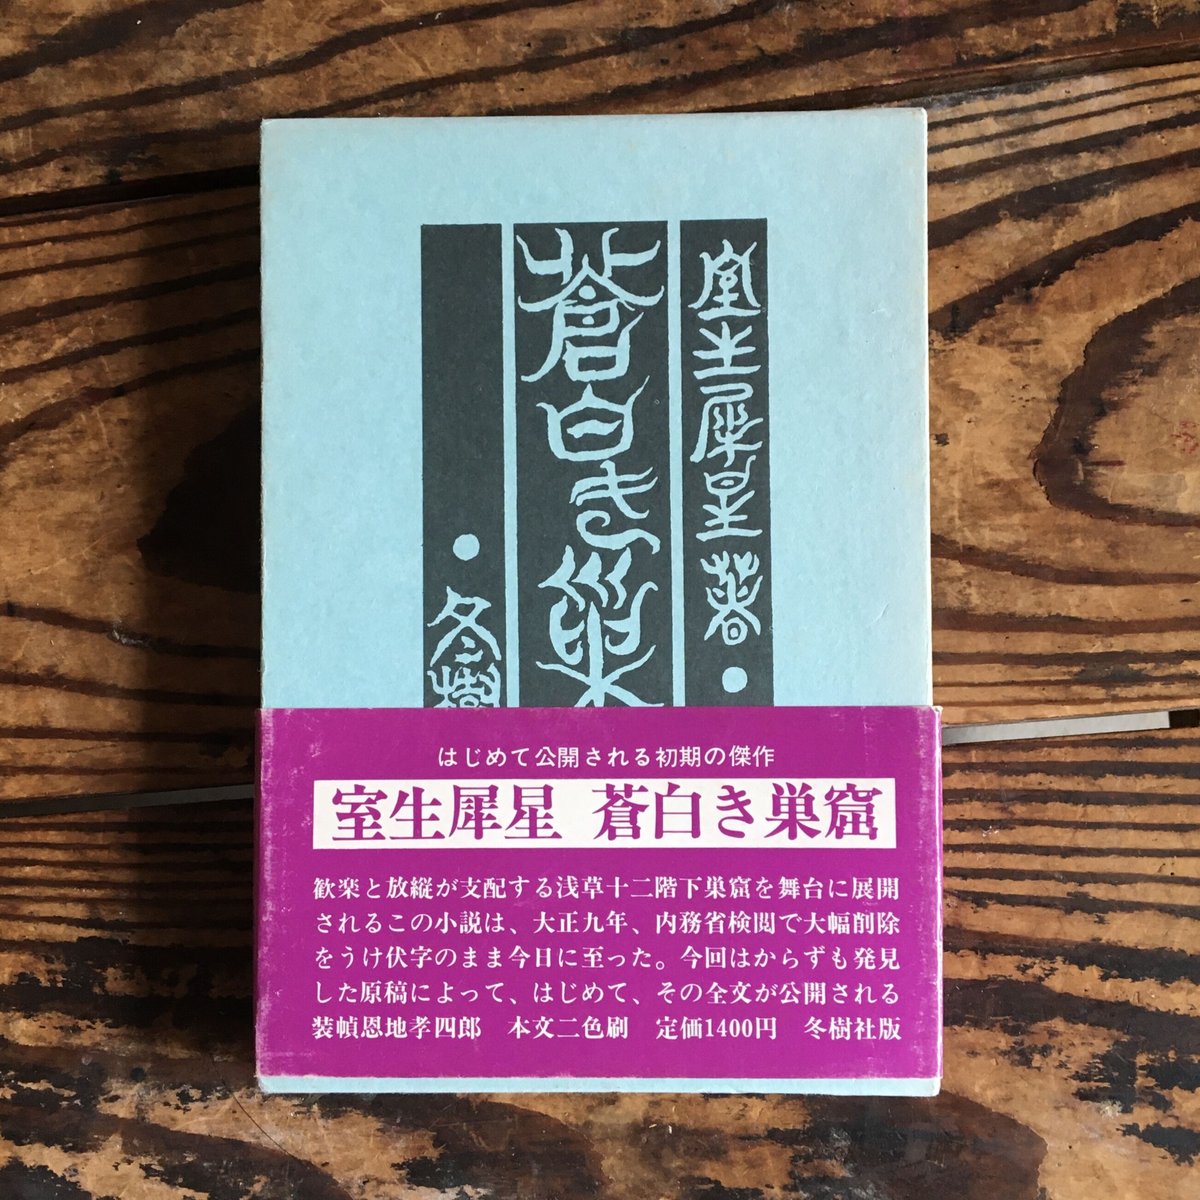 室生犀星著・
蒼白き巣
・冬樹
はじめて公開される初期の傑作
室生犀星 蒼白き巣窟
歓楽と放縦が支配する浅草十二階下巣窟を舞台に展開
されるこの小説は、大正九年、内務省検閲で大幅削除
をうけ伏字のまま今日に至った。今回はからずも発見
した原稿によって、はじめて、その全文が公開される
装幀恩地孝四郎 本文二色刷 定価1400円 冬樹社版